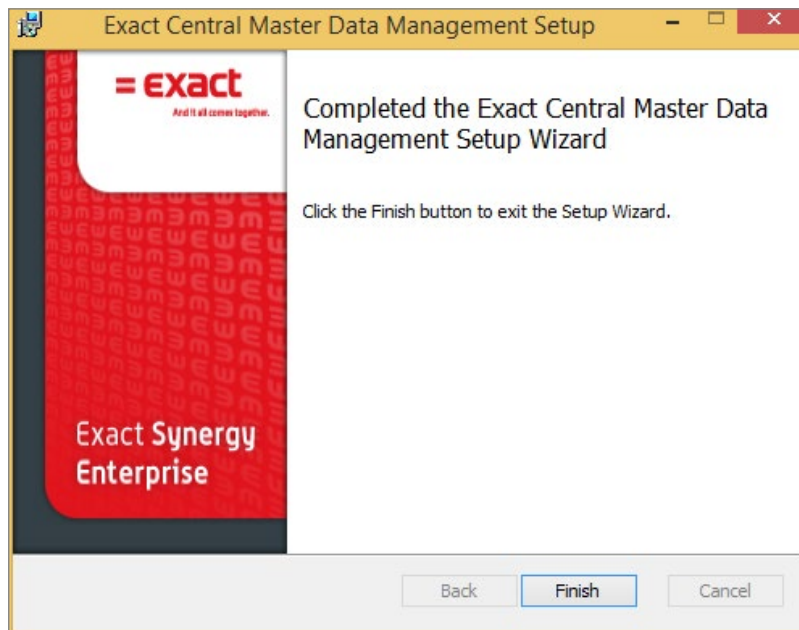 Exact Central Master Data Management Setup
= exact
And it all comes together.
Completed the Exact Central Master Data
Management Setup Wizard
Click the Finish button to exit the Setup Wizard.
Exact Synergy
Enterprise
Back
Finish
Cancel